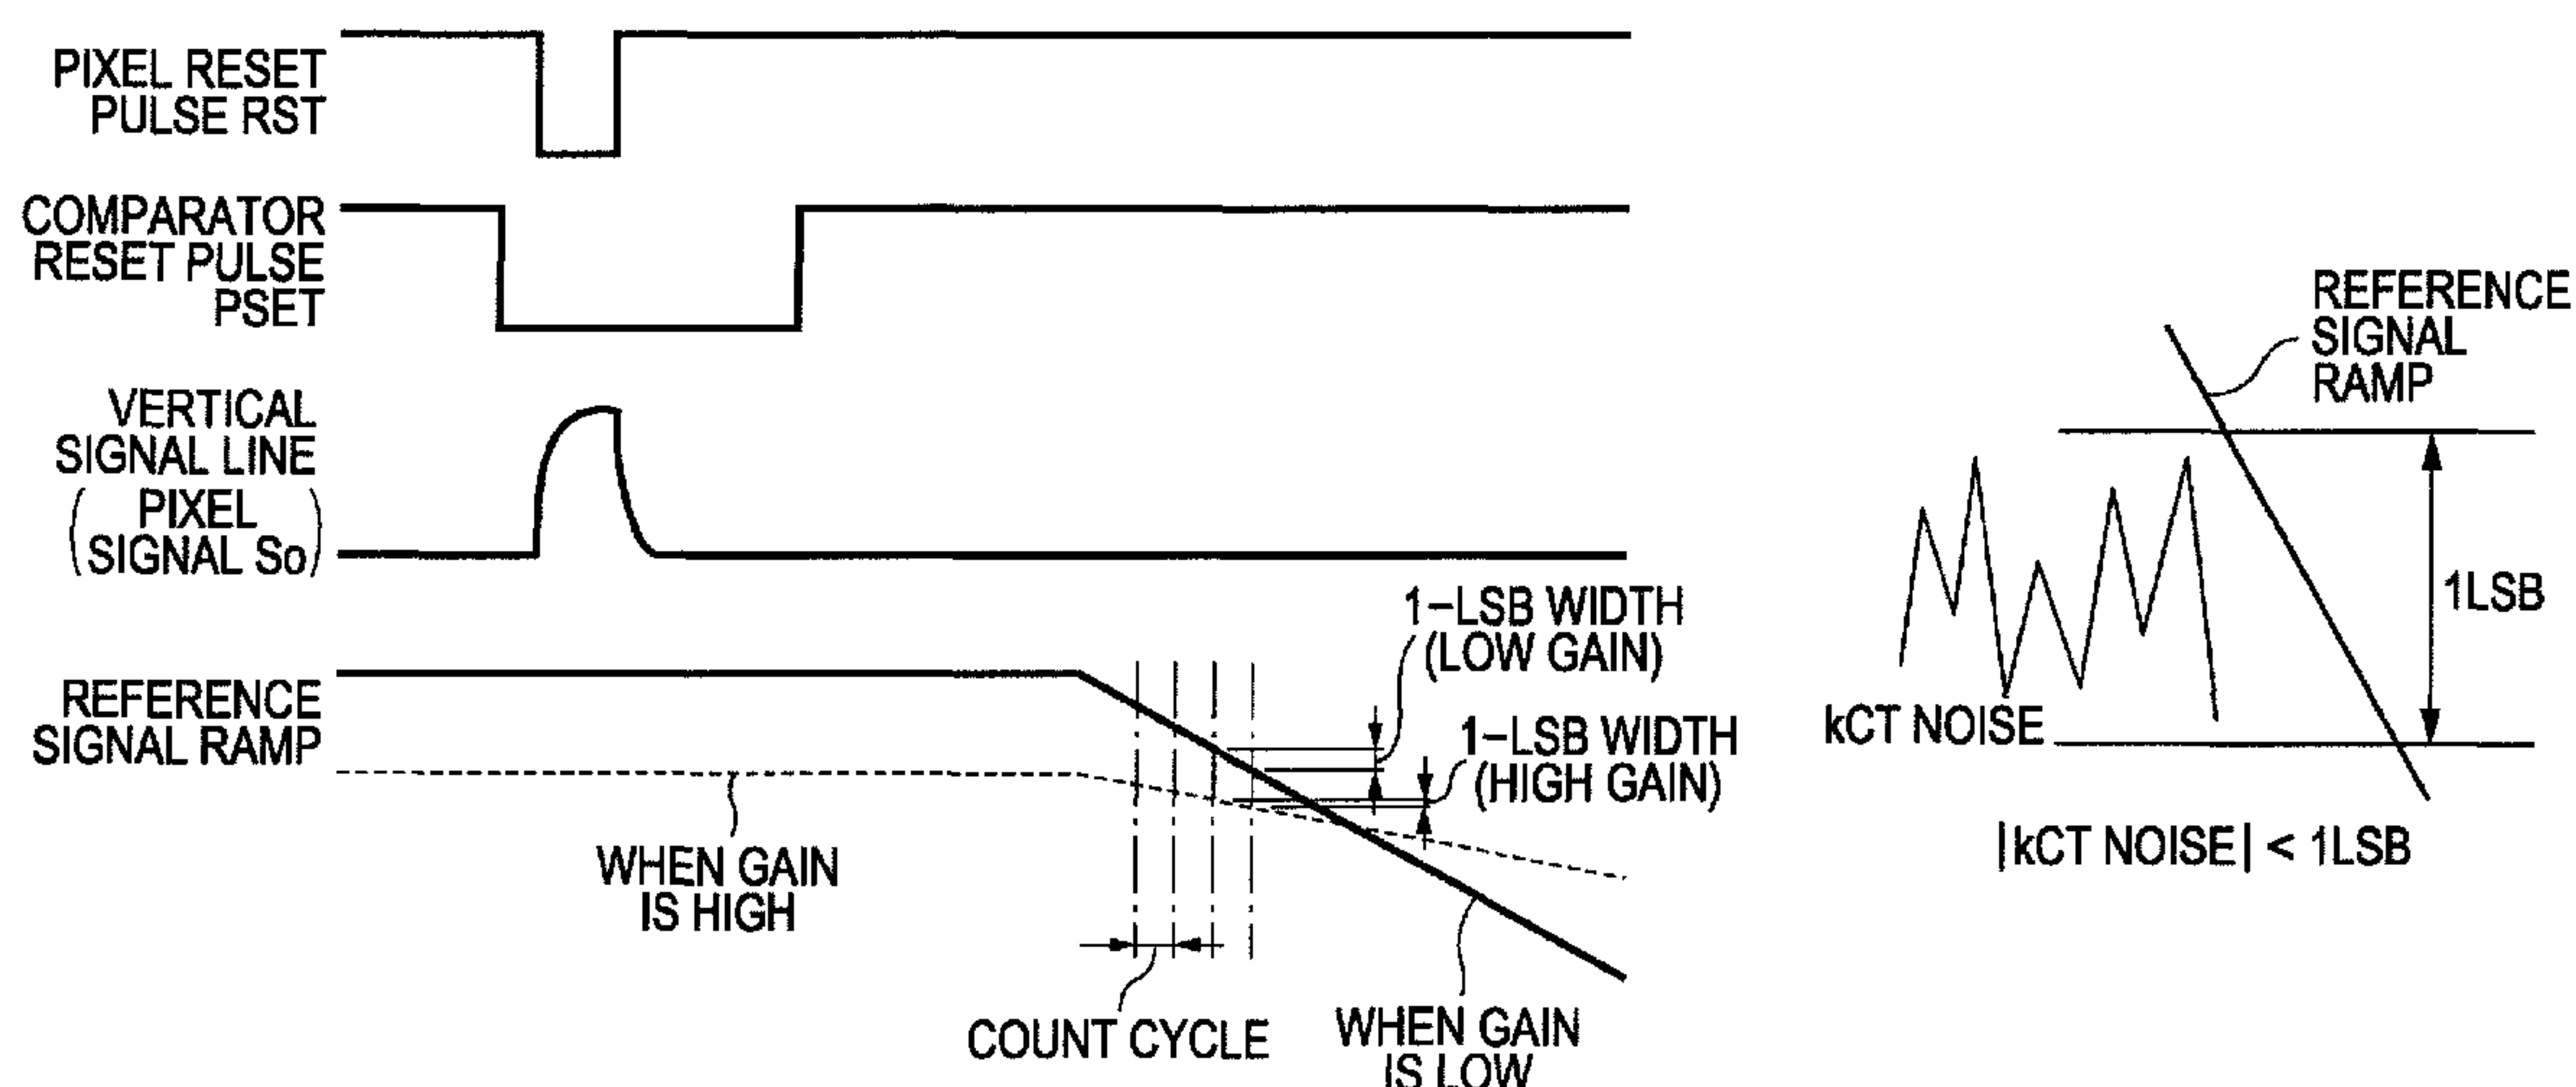 PIXEL RESET
PULSE RST
COMPARATOR
RESET PULSE
PSET
VERTICAL
SIGNAL LINE
(PIXEL
SIGNAL So)
REFERENCE
SIGNAL RAMP
WHEN GAIN
IS HIGH
COUNT CYCLE
WHEN GAIN
IS LOW
1-LSB WIDTH
(LOW GAIN)
1-LSB WIDTH
(HIGH GAIN)
REFERENCE
SIGNAL
RAMP
1LSB
kCT NOISE
|kCT NOISE| < 1LSB